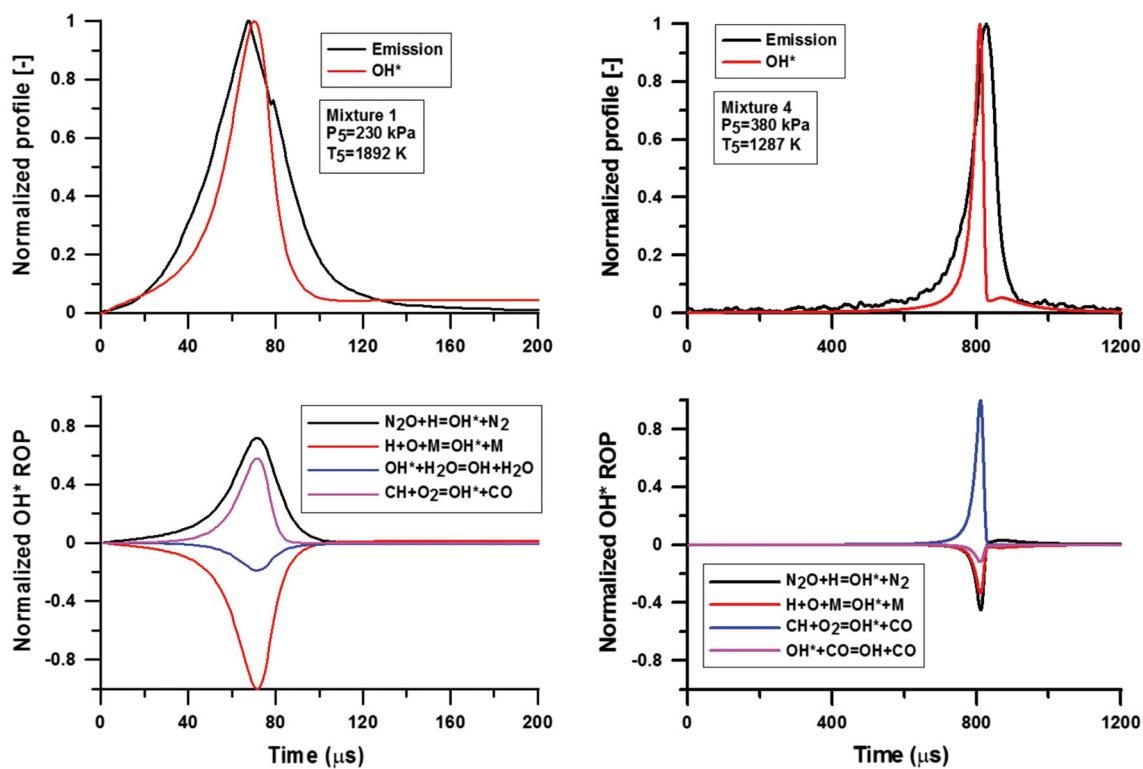 Normalized profile [-]
1
0.8
0.6
0.4
0.2
0
Emission
OH*
Mixture 1
P5=230 kPa
T5=1892 K
0
40
80
120
160
200
Normalized profile [-]
1
0.8
0.6
0.4
0.2
0
Emission
OH*
Mixture 4
P5=380 kPa
T5=1287 K
0
400
800
1200
Normalized OH* ROP
0.8
0.4
0
-0.4
-0.8
N2O+H=OH*+N2
H+O+M=OH*+M
OH*+H2O=OH+H2O
CH+O2=OH*+CO
0
40
80
120
160
200
Time (μs)
Normalized OH* ROP
0.8
0.4
0
-0.4
-0.8
N2O+H=OH*+N2
H+O+M=OH*+M
CH+O2=OH*+CO
OH*+CO=OH+CO
0
400
800
1200
Time (μs)